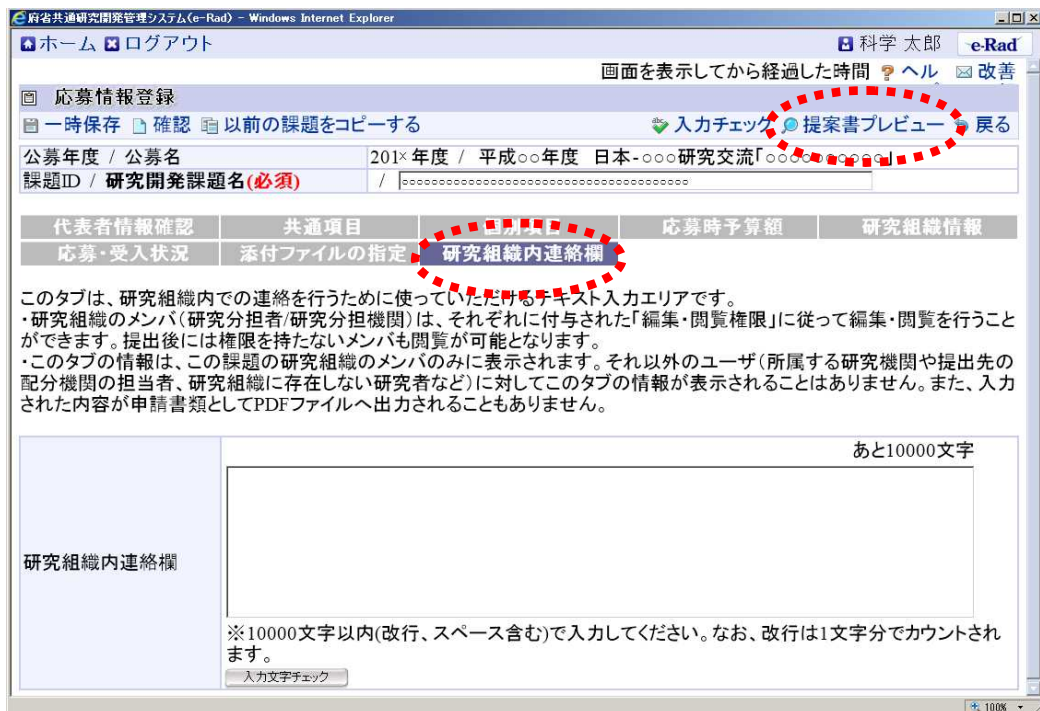 府省共通研究開発管理システム(e-Rad) - Windows Internet Explorer
ホーム ログアウト 科学 太郎 e-Rad
画面を表示してから経過した時間 ヘル 改善
応募情報登録
一時保存 確認 以前の課題をコピーする 入力チェック 提案書プレビュー 戻る
公募年度 / 公募名 201×年度 / 平成○○年度 日本-○○○研究交流「○○○○○○○○○○」
課題ID / 研究開発課題名(必須) / ○○○○○○○○○○○○○○○○○○○○○○○○○○○○○○○○○○○○○○○
代表者情報確認 共通項目 個別項目 応募時予算額 研究組織情報
応募・受入状況 添付ファイルの指定 研究組織内連絡欄
このタブは、研究組織内での連絡を行うために使っていただけるテキスト入力エリアです。
・研究組織のメンバ(研究分担者/研究分担機関)は、それぞれに付与された「編集・閲覧権限」に従って編集・閲覧を行うこと
ができます。提出後には権限を持たないメンバも閲覧が可能となります。
・このタブの情報は、この課題の研究組織のメンバのみに表示されます。それ以外のユーザ(所属する研究機関や提出先の
配分機関の担当者、研究組織に存在しない研究者など)に対してこのタブの情報が表示されることはありません。また、入力
された内容が申請書類としてPDFファイルへ出力されることもありません。
あと10000文字
研究組織内連絡欄
※10000文字以内(改行、スペース含む)で入力してください。なお、改行は1文字分でカウントされ
ます。
入力文字チェック
100%